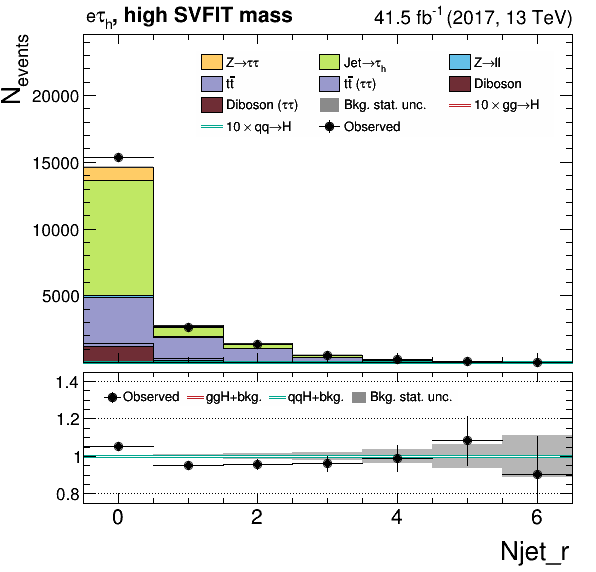 eτh, high SVFIT mass 41.5 fb⁻¹ (2017, 13 TeV)
Nevents
Z→ττ Jet→τh Z→ll
tt̄ tt̄ (ττ) Diboson
Diboson (ττ) Bkg. stat. unc. 10 × gg→H
10 × qq→H Observed
20000
15000
10000
5000
1.4
Observed ggH+bkg. qqH+bkg. Bkg. stat. unc.
1.2
1
0.8
0 2 4 6
Njet_r